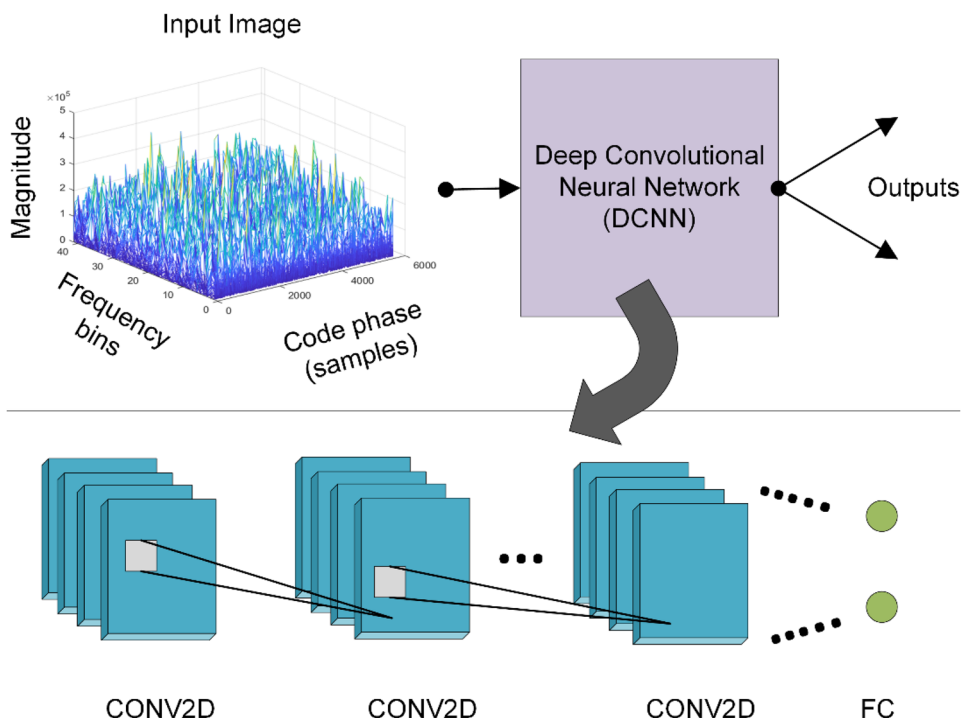 Input Image
×10⁵
5
4
3
2
1
0
Magnitude
40
30
20
10
0
Frequency
bins
0
2000
4000
6000
Code phase
(samples)
Deep Convolutional
Neural Network
(DCNN)
Outputs
CONV2D
CONV2D
CONV2D
FC